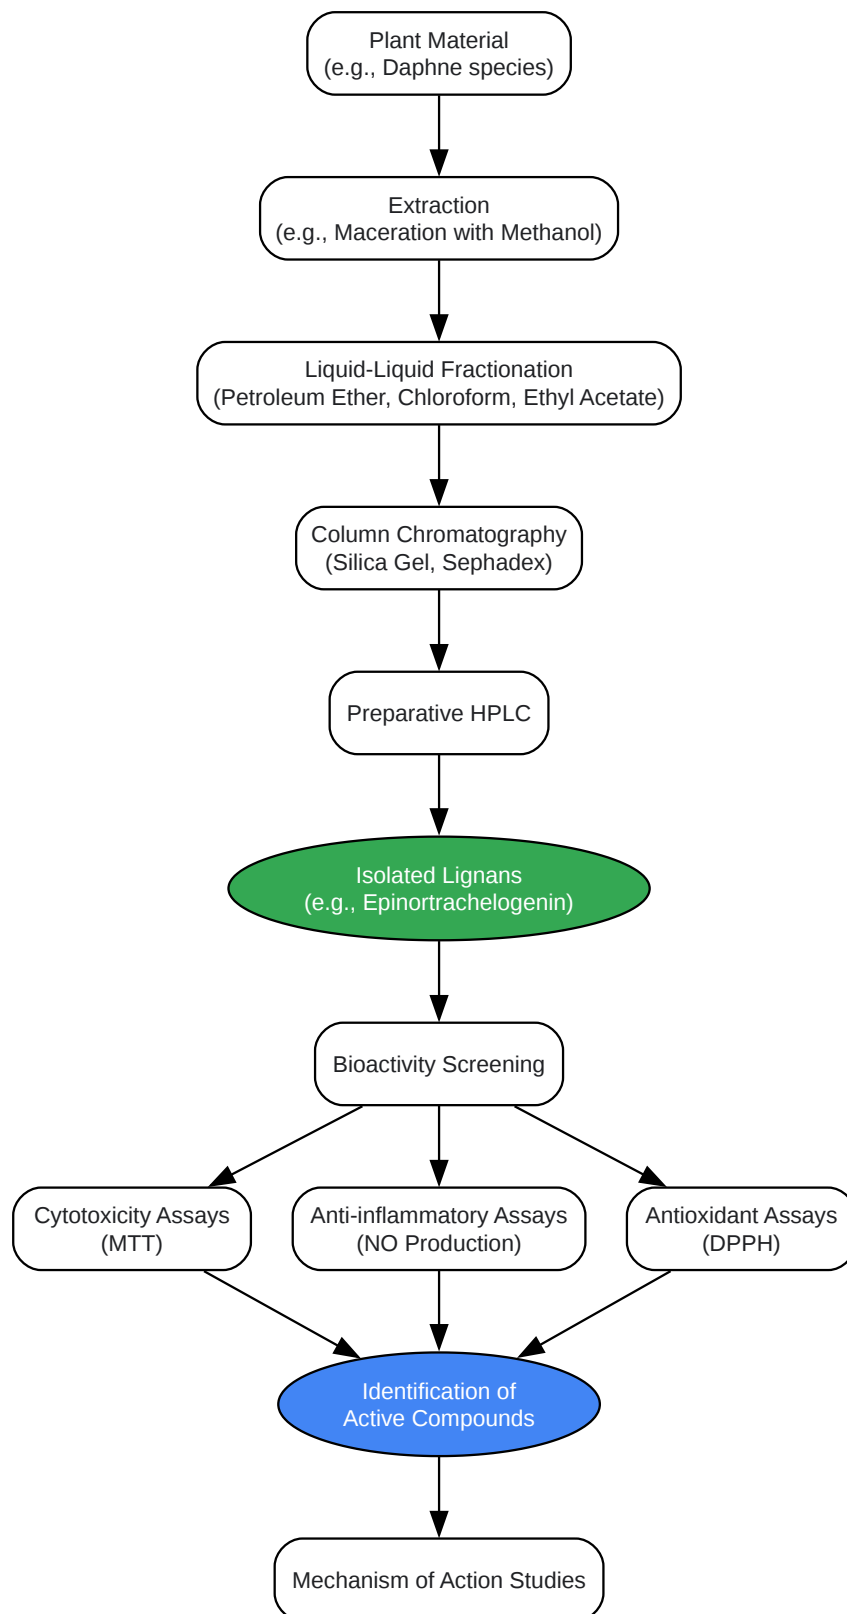 Plant Material
(e.g., Daphne species)
Extraction
(e.g., Maceration with Methanol)
Liquid-Liquid Fractionation
(Petroleum Ether, Chloroform, Ethyl Acetate)
Column Chromatography
(Silica Gel, Sephadex)
Preparative HPLC
Isolated Lignans
(e.g., Epinortrachelogenin)
Bioactivity Screening
Cytotoxicity Assays
(MTT)
Anti-inflammatory Assays
(NO Production)
Antioxidant Assays
(DPPH)
Identification of
Active Compounds
Mechanism of Action Studies